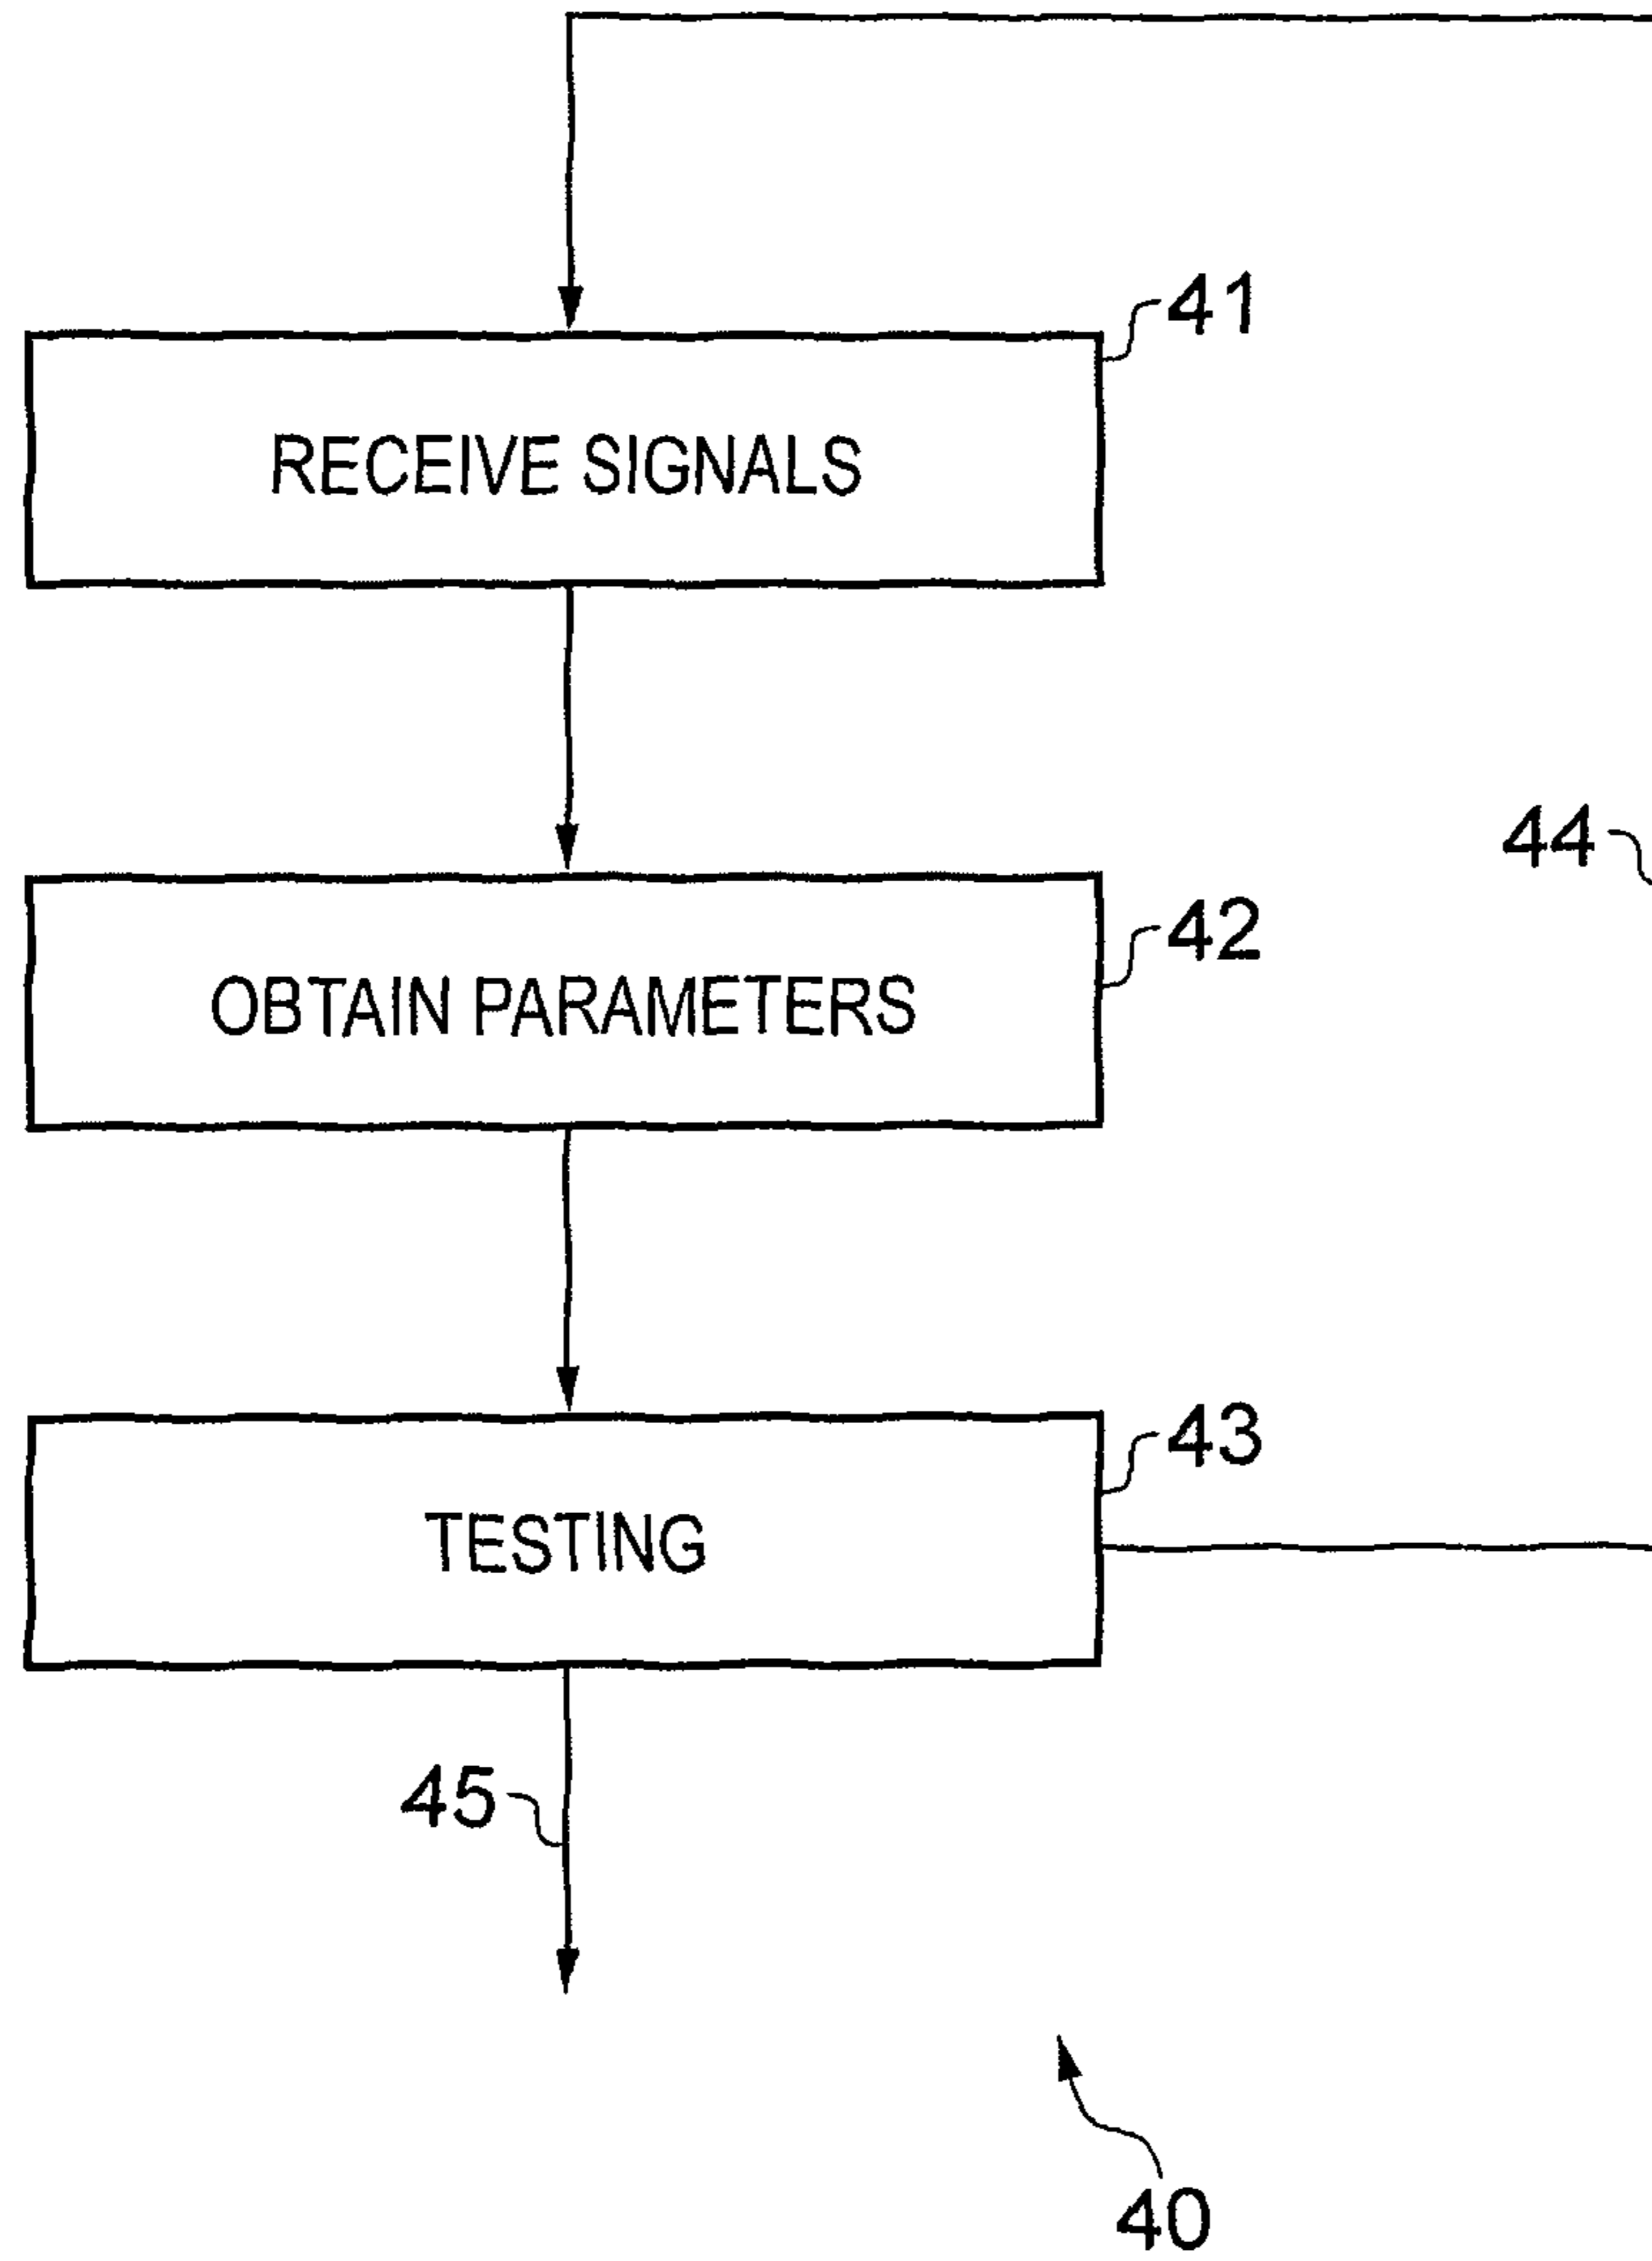 41
RECEIVE SIGNALS
44
42
OBTAIN PARAMETERS
43
TESTING
45
40